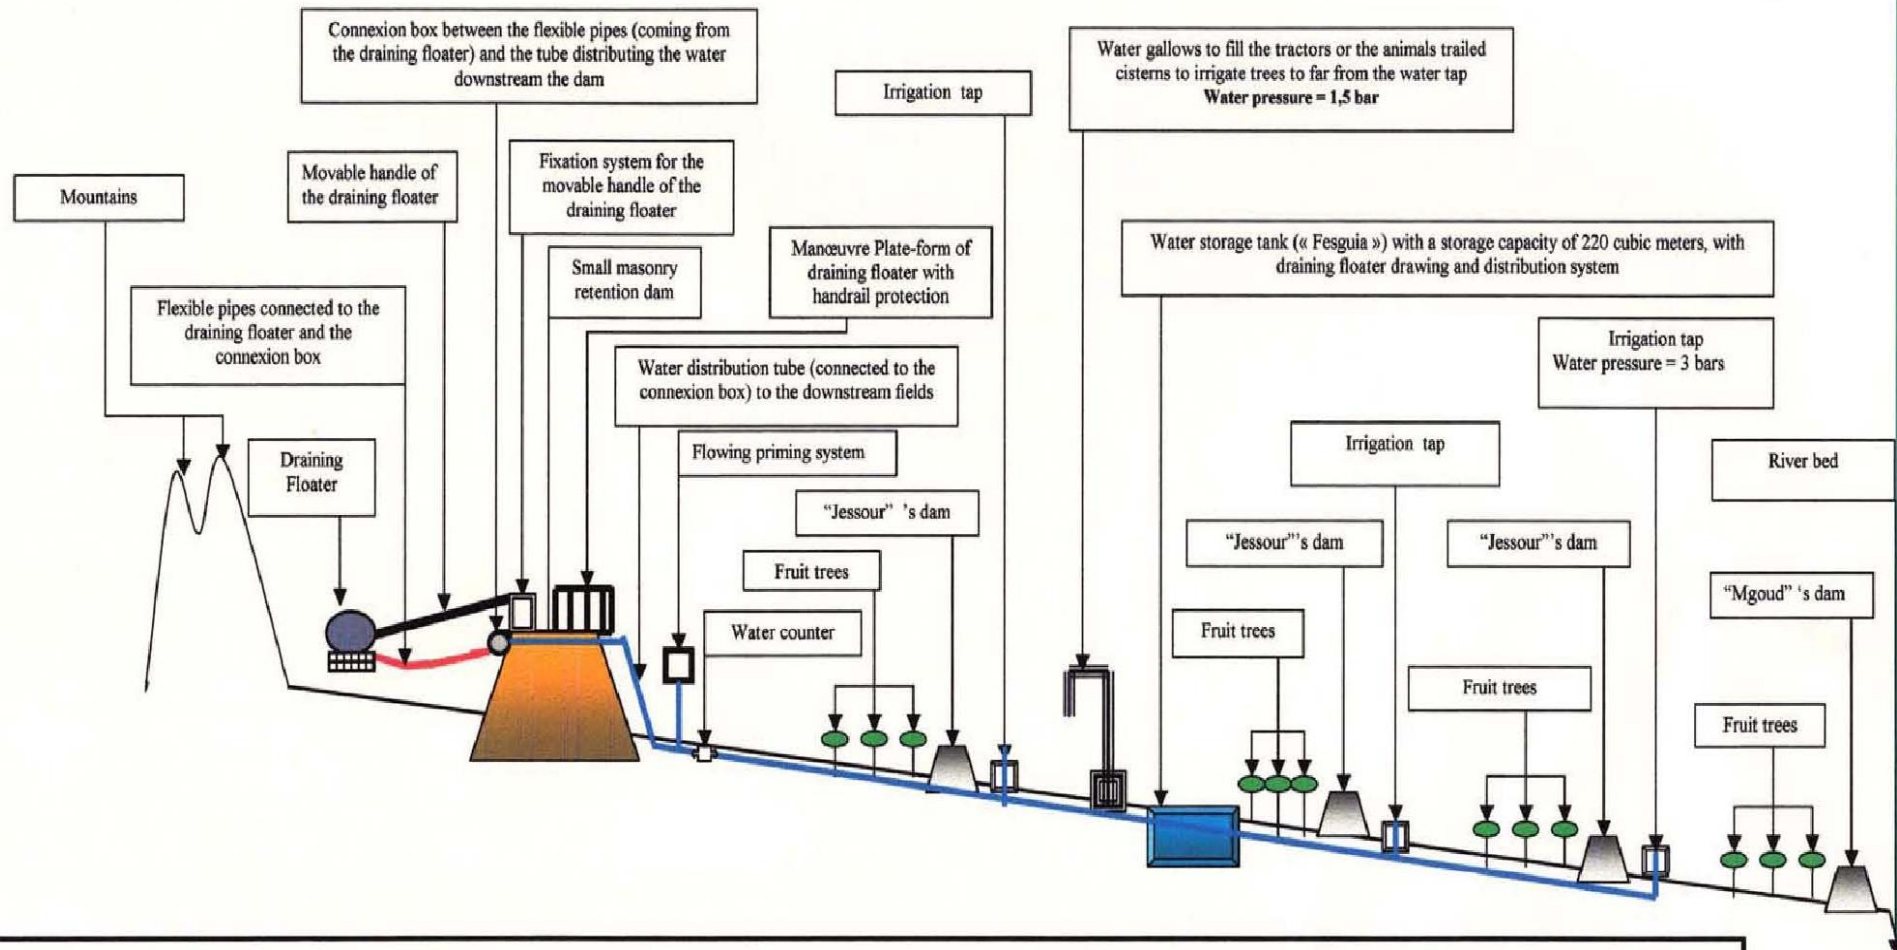 Connexion box between the flexible pipes (coming from
the draining floater) and the tube distributing the water
downstream the dam
Water gallows to fill the tractors or the animals trailed
cisterns to irrigate trees to far from the water tap
Water pressure = 1,5 bar
Irrigation tap
Movable handle of
the draining floater
Fixation system for the
movable handle of the
draining floater
Mountains
Manœuvre Plate-form of
draining floater with
handrail protection
Water storage tank (« Fesguia ») with a storage capacity of 220 cubic meters, with
draining floater drawing and distribution system
Small masonry
retention dam
Flexible pipes connected to the
draining floater and the
connexion box
Irrigation tap
Water pressure = 3 bars
Water distribution tube (connected to the
connexion box) to the downstream fields
Flowing priming system
Irrigation tap
River bed
Draining
Floater
"Jessour" 's dam
"Jessour"'s dam
"Jessour"'s dam
Fruit trees
"Mgoud" 's dam
Water counter
Fruit trees
Fruit trees
Fruit trees